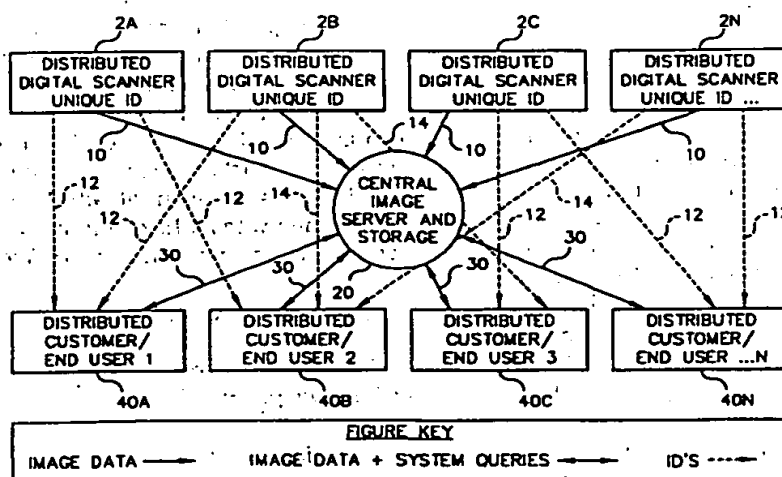 2A 2B 2C 2N
DISTRIBUTED DIGITAL SCANNER UNIQUE ID
DISTRIBUTED DIGITAL SCANNER UNIQUE ID
DISTRIBUTED DIGITAL SCANNER UNIQUE ID
DISTRIBUTED DIGITAL SCANNER UNIQUE ID ...
10 10 14 10 10
12 12 12 14 12 14 12
CENTRAL
IMAGE
SERVER AND
STORAGE
30 30 20 30 30
DISTRIBUTED CUSTOMER/ END USER 1
DISTRIBUTED CUSTOMER/ END USER 2
DISTRIBUTED CUSTOMER/ END USER 3
DISTRIBUTED CUSTOMER/ END USER ...N
40A 40B 40C 40N
FIGURE KEY
IMAGE DATA IMAGE DATA + SYSTEM QUERIES ID'S